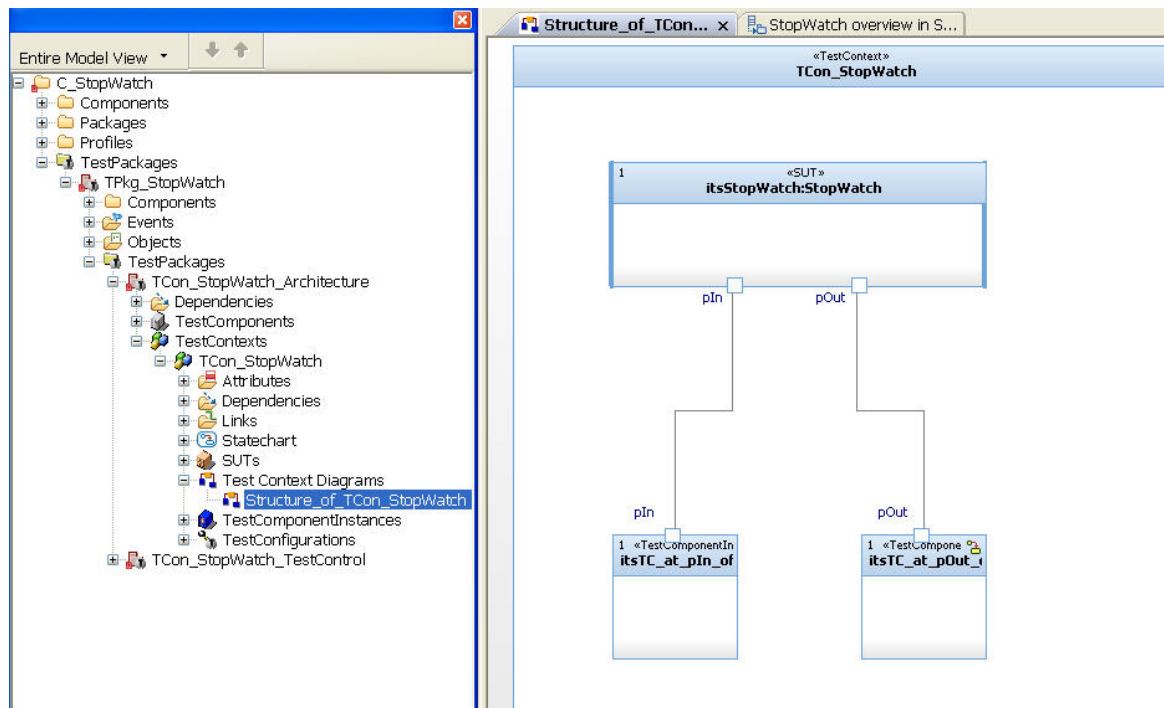 Entire Model View
C_StopWatch
Components
Packages
Profiles
TestPackages
TPkg_StopWatch
Components
Events
Objects
TestPackages
TCon_StopWatch_Architecture
Dependencies
TestComponents
TestContexts
TCon_StopWatch
Attributes
Dependencies
Links
Statechart
SUTs
Test Context Diagrams
Structure_of_TCon_StopWatch
TestComponentInstances
TestConfigurations
TCon_StopWatch_TestControl
Structure_of_TCon... x StopWatch overview in S...
«TestContext»
TCon_StopWatch
1 «SUT»
itsStopWatch:StopWatch
pIn pOut
pIn pOut
1 «TestComponentIn
itsTC_at_pIn_of
1 «TestCompone
itsTC_at_pOut_